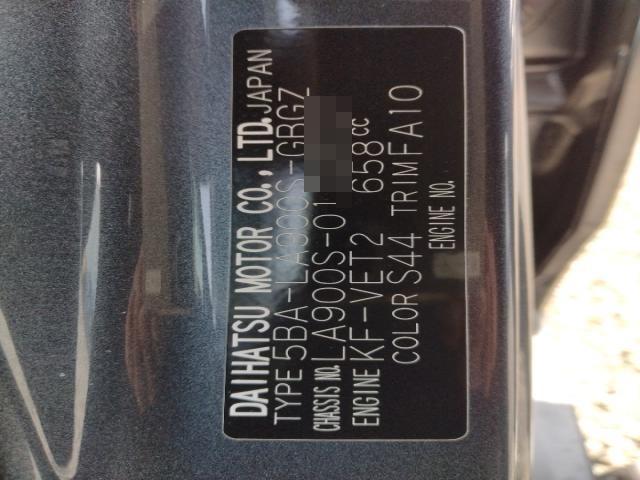 DAIHATSU MOTOR CO., LTD. JAPAN
TYPE 5BA-LA900S-GBGZ
CHASSIS NO. LA900S-01
ENGINE KF-VET2 658cc
COLOR S44 TRIM FA10
ENGINE NO.